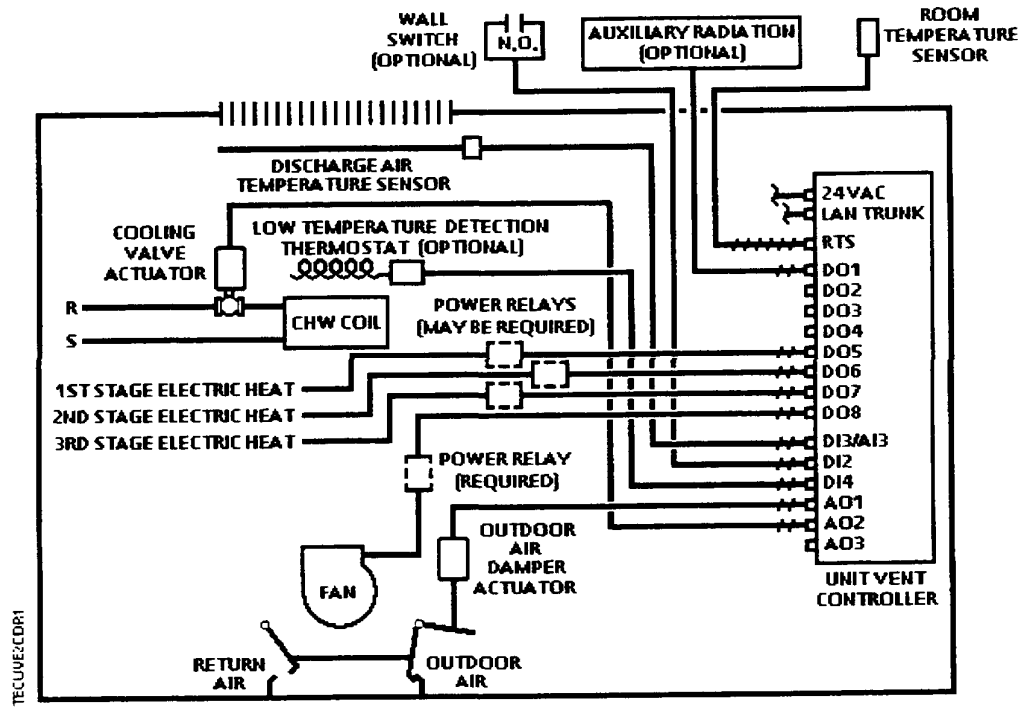 WALL
SWITCH
(OPTIONAL)
N.O.
AUXILIARY RADIATION
(OPTIONAL)
ROOM
TEMPERATURE
SENSOR
DISCHARGE AIR
TEMPERATURE SENSOR
COOLING
VALVE
ACTUATOR
LOW TEMPERATURE DETECTION
THERMOSTAT (OPTIONAL)
R
S
CHW COIL
POWER RELAYS
(MAY BE REQUIRED)
1ST STAGE ELECTRIC HEAT
2ND STAGE ELECTRIC HEAT
3RD STAGE ELECTRIC HEAT
POWER RELAY
(REQUIRED)
24VAC
LAN TRUNK
RTS
DO1
DO2
DO3
DO4
DO5
DO6
DO7
DO8
DI3/AI3
DI2
DI4
AO1
AO2
AO3
UNIT VENT
CONTROLLER
OUTDOOR
AIR
DAMPER
ACTUATOR
FAN
RETURN
AIR
OUTDOOR
AIR